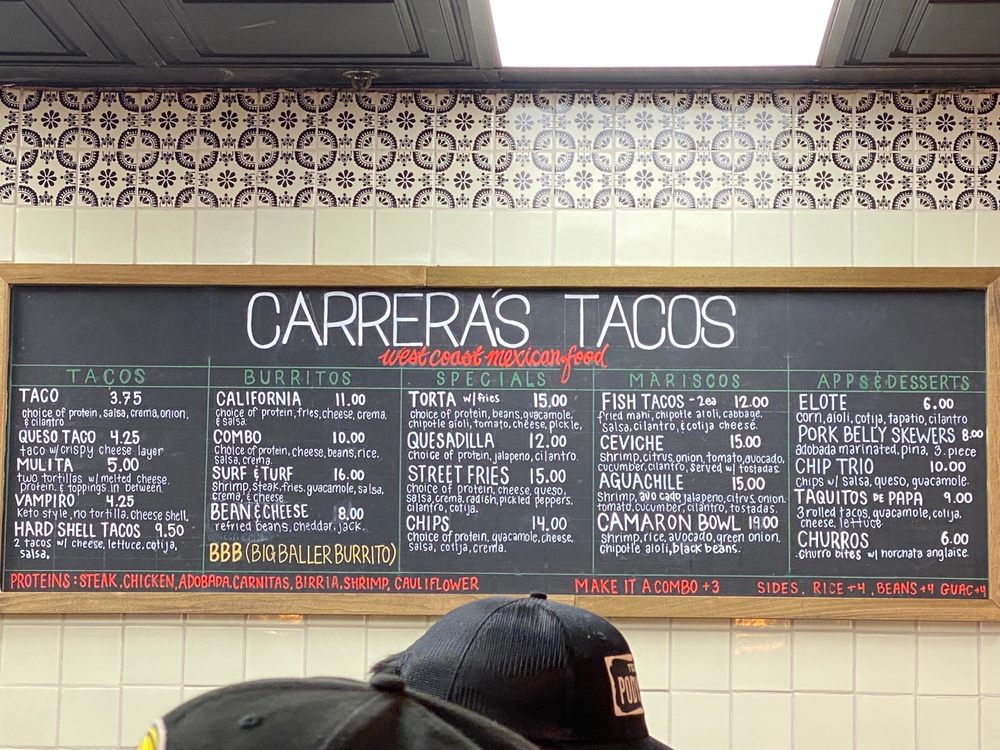 CARRERA'S TACOS
west coast mexican food
TACOS
TACO 3.75
choice of protein, salsa, crema, onion,
& cilantro
QUESO TACO 4.25
taco w/ crispy cheese layer
MULITA 5.00
two tortillas w/ melted cheese.
protein, & toppings in between
VAMPIRO 4.25
Keto style, no tortilla, cheese shell,
HARD SHELL TACOS 9.50
2 tacos w/ cheese, lettuce, cotija,
salsa,
BURRITOS
CALIFORNIA 11.00
choice of protein, fries, cheese, crema,
& salsa.
COMBO 10.00
Choice of protein, cheese, beans, rice.
salsa, crema.
SURF & TURF 16.00
Shrimp, steak, fries, guacamole, salsa,
crema, & cheese
BEAN & CHEESE 8.00
refried beans, cheddar, jack.
BBB (BIG BALLER BURRITO)
SPECIALS
TORTA w/ fries 15.00
choice of protein, beans, guacamole,
chipotle aioli, tomato, cheese, pickle,
QUESADILLA 12.00
choice of protein, jalapeno, cilantro.
STREET FRIES 15.00
choice of protein, cheese, queso,
salsa, crema, radish, pickled peppers.
cilantro, cotija.
CHIPS 14.00
Choice of protein, guacamole, cheese,
salsa, cotija, crema.
MARISCOS
FISH TACOS - 2ea 12.00
fried mahi, chipotle aioli, cabbage.
salsa, cilantro, & cotija cheese.
CEVICHE 15.00
Shrimp, citrus, onion, tomato, avocado,
cucumber, cilantro, served w/ tostadas.
AGUACHILE 15.00
Shrimp, avocado, jalapeno, citrus, onion.
tomato, cucumber, cilantro, tostadas.
CAMARON BOWL 19.00
shrimp, rice, avocado, green onion.
chipotle aioli, black beans.
APPS & DESSERTS
ELOTE 6.00
Corn, aioli, cotija, tapatio, cilantro
PORK BELLY SKEWERS 8.00
adobada marinated, pina, 3. piece
CHIP TRIO 10.00
chips w/ salsa, queso, guacamole.
TAQUITOS DE PAPA 9.00
3 rolled tacos, guacamole, cotija.
cheese, lettuce
CHURROS 6.00
churro bites w/ horchata anglaise.
PROTEINS: STEAK, CHICKEN, ADOBADA, CARNITAS, BIRRIA, SHRIMP, CAULIFLOWER
MAKE IT A COMBO +3
SIDES, RICE +4, BEANS +4 GUAC +4